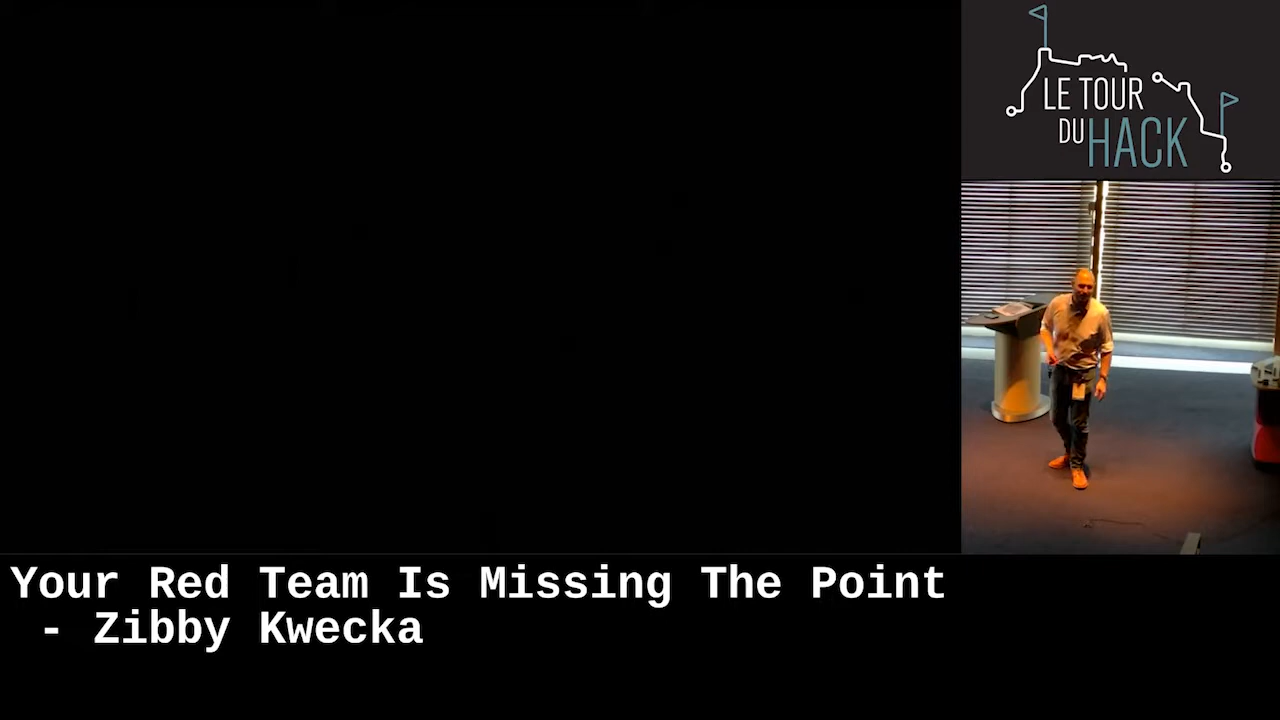 LE TOUR
DU HACK
Your Red Team Is Missing The Point
- Zibby Kwecka